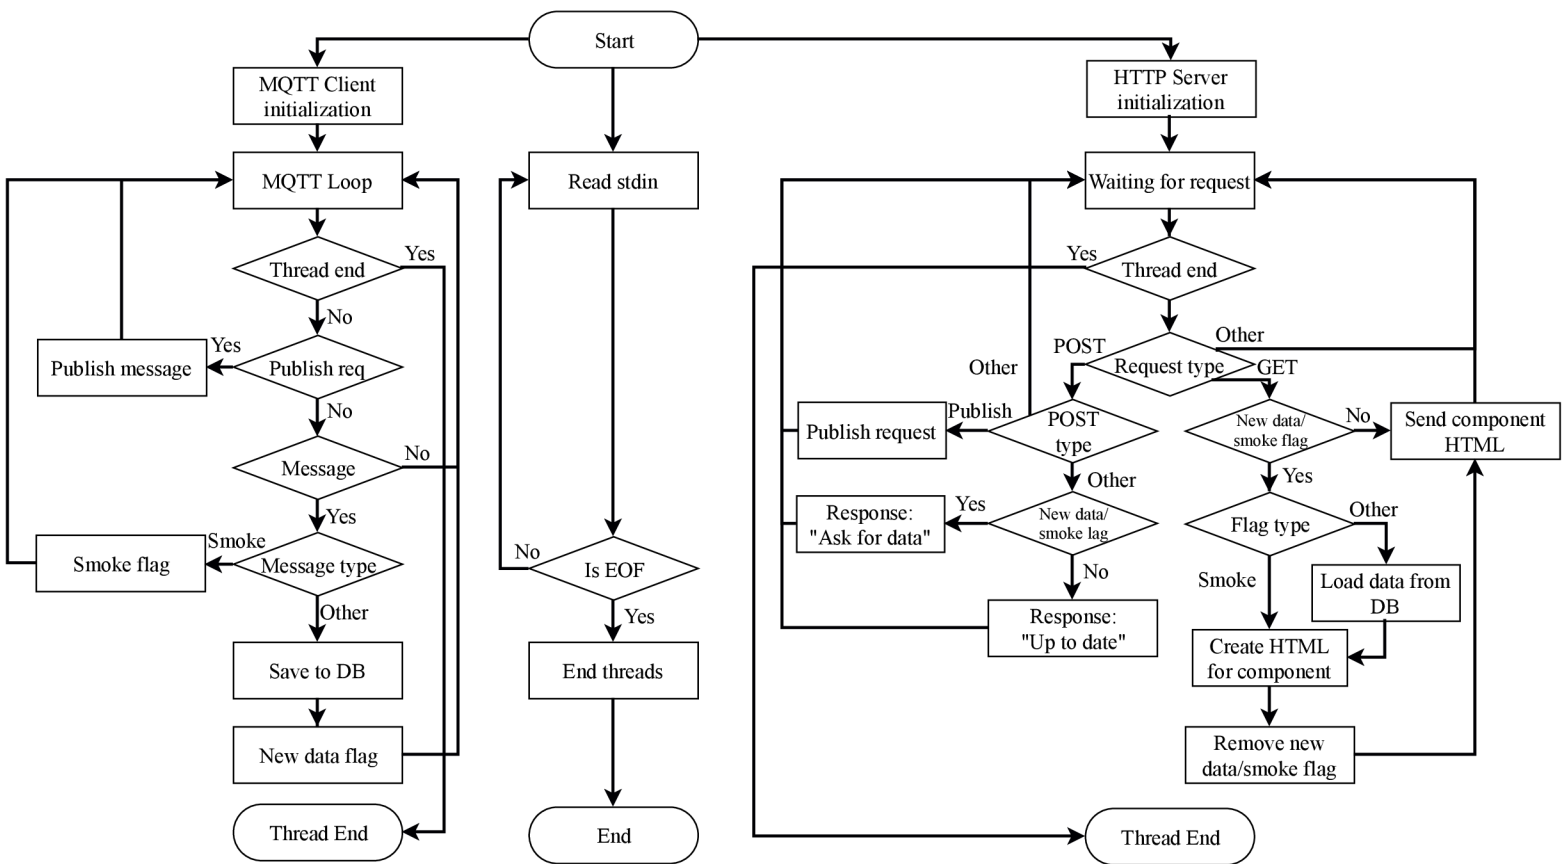 Start
MQTT Client
initialization
MQTT Loop
Thread end
Yes
No
Publish req
Yes
Publish message
No
Message
No
Yes
Message type
Smoke
Smoke flag
Other
Save to DB
New data flag
Thread End
Read stdin
Is EOF
No
Yes
End threads
End
HTTP Server
initialization
Waiting for request
Thread end
Yes
Request type
Other
POST
GET
Other
POST
type
Publish
Publish request
Other
New data/
smoke lag
Yes
Response:
"Ask for data"
No
Response:
"Up to date"
New data/
smoke flag
No
Send component
HTML
Yes
Flag type
Other
Load data from
DB
Smoke
Create HTML
for component
Remove new
data/smoke flag
Thread End